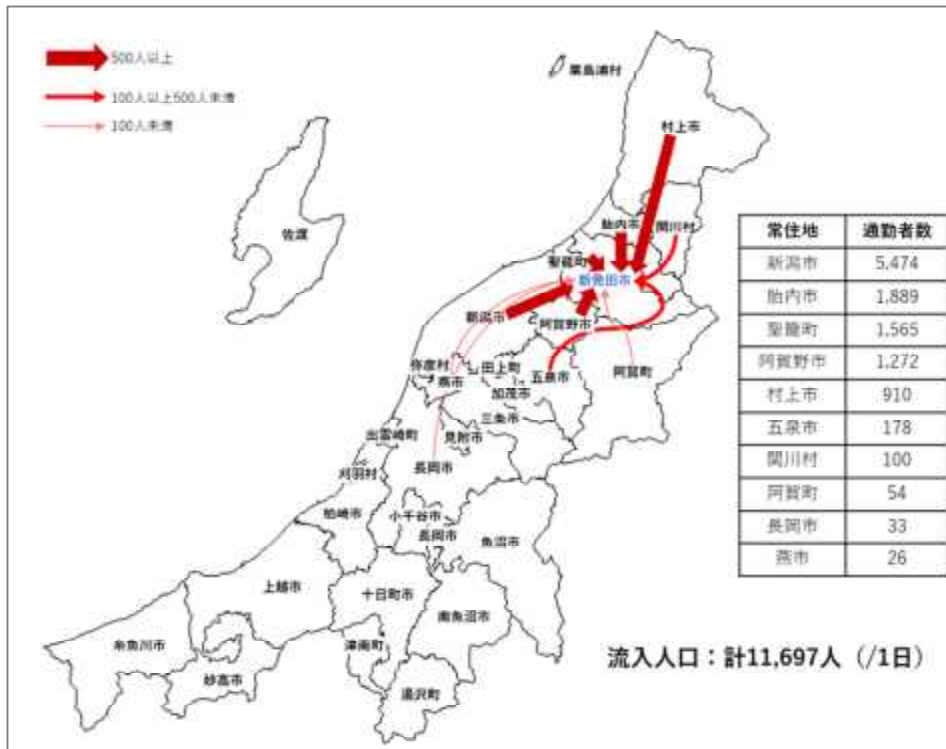 500人以上
100人以上500人未満
100人未満
粟島浦村
村上市
佐渡
胎内市
関川村
聖籠町
新発田市
新潟市
阿賀野市
弥彦村
田上町
五泉市
阿賀町
燕市
加茂市
三条市
出雲崎町
見附市
長岡市
刈羽村
柏崎市
小千谷市
長岡市
魚沼市
上越市
十日町市
南魚沼市
糸魚川市
津南町
妙高市
湯沢町
常住地 通勤者数
新潟市 5,474
胎内市 1,889
聖籠町 1,565
阿賀野市 1,272
村上市 910
五泉市 178
関川村 100
阿賀町 54
長岡市 33
燕市 26
流入人口：計11,697人（/1日）